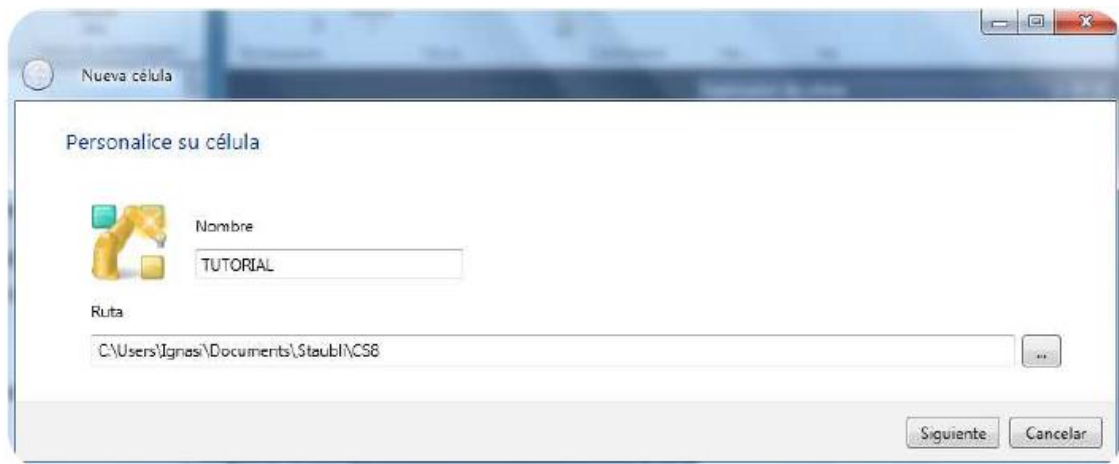 Nueva célula
Personalice su célula
Nombre
TUTORIAL
Ruta
C:\Users\Ignasi\Documents\Staubli\CS8
...
Siguiente Cancelar